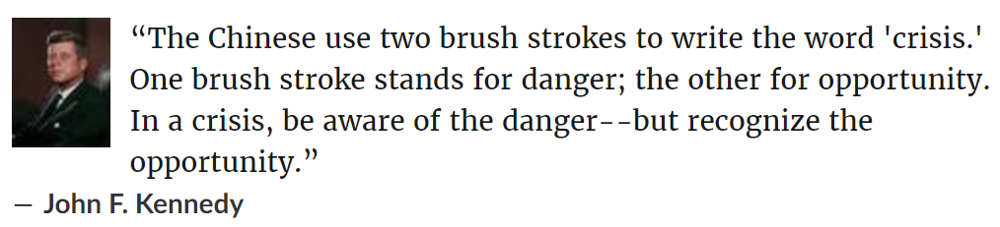 “The Chinese use two brush strokes to write the word 'crisis.'
One brush stroke stands for danger; the other for opportunity.
In a crisis, be aware of the danger--but recognize the
opportunity.”
― John F. Kennedy